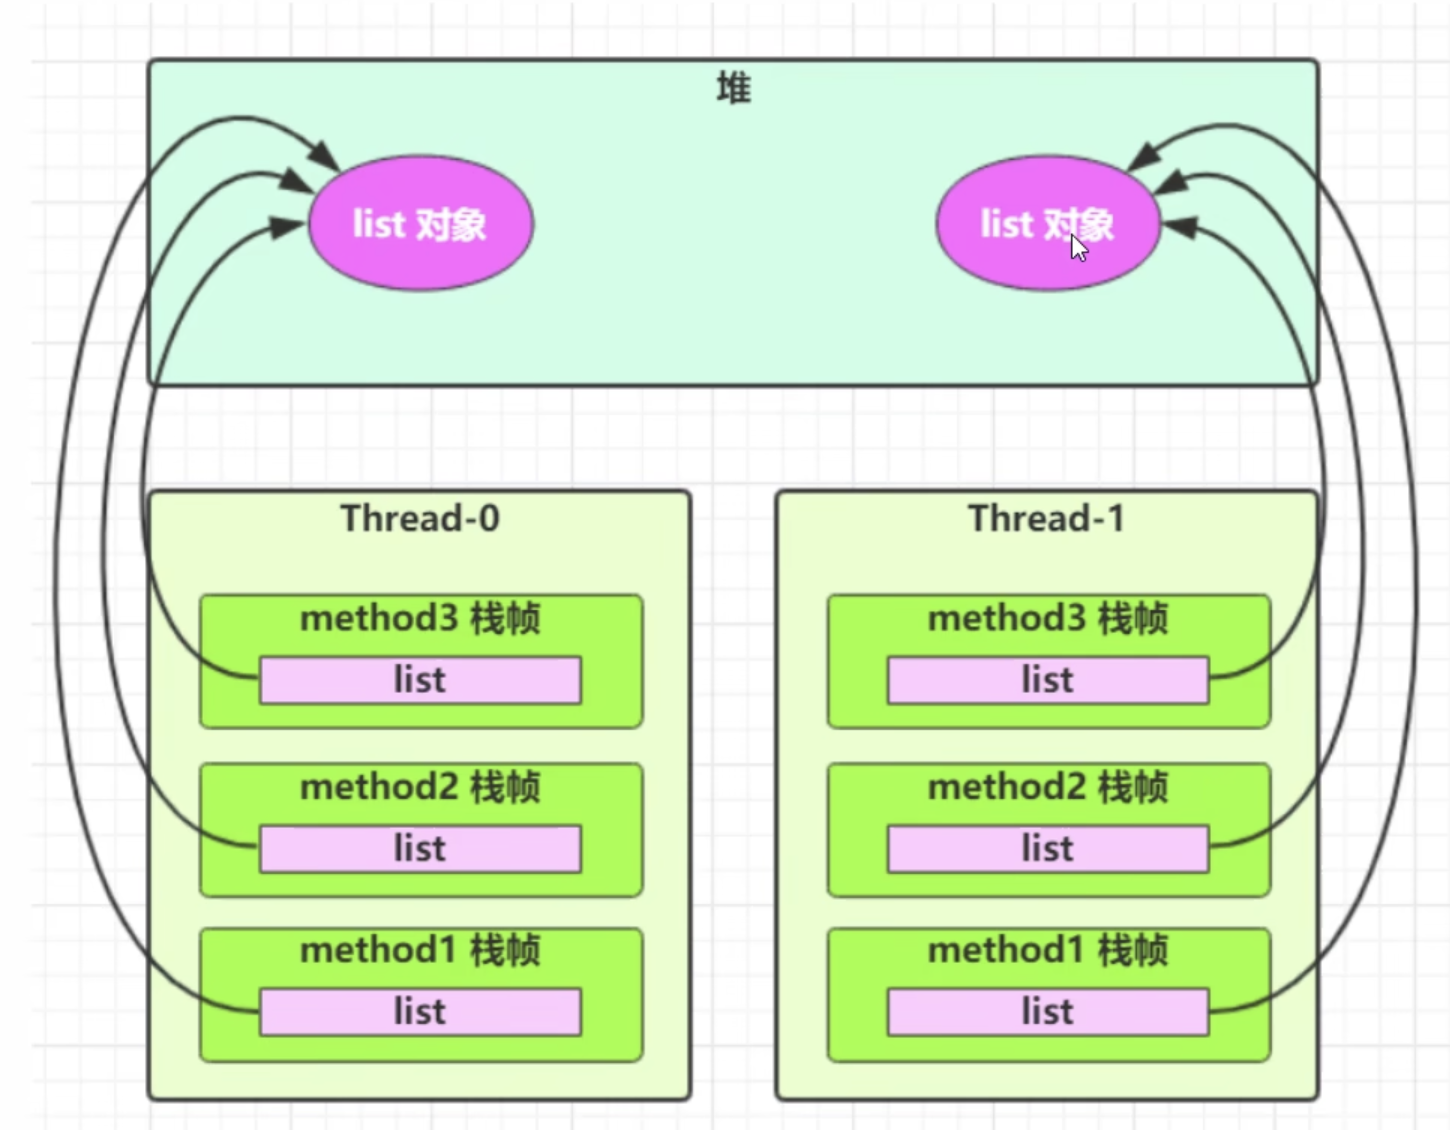 堆
list 对象
list 对象
Thread-0
method3 栈帧
list
method2 栈帧
list
method1 栈帧
list
Thread-1
method3 栈帧
list
method2 栈帧
list
method1 栈帧
list